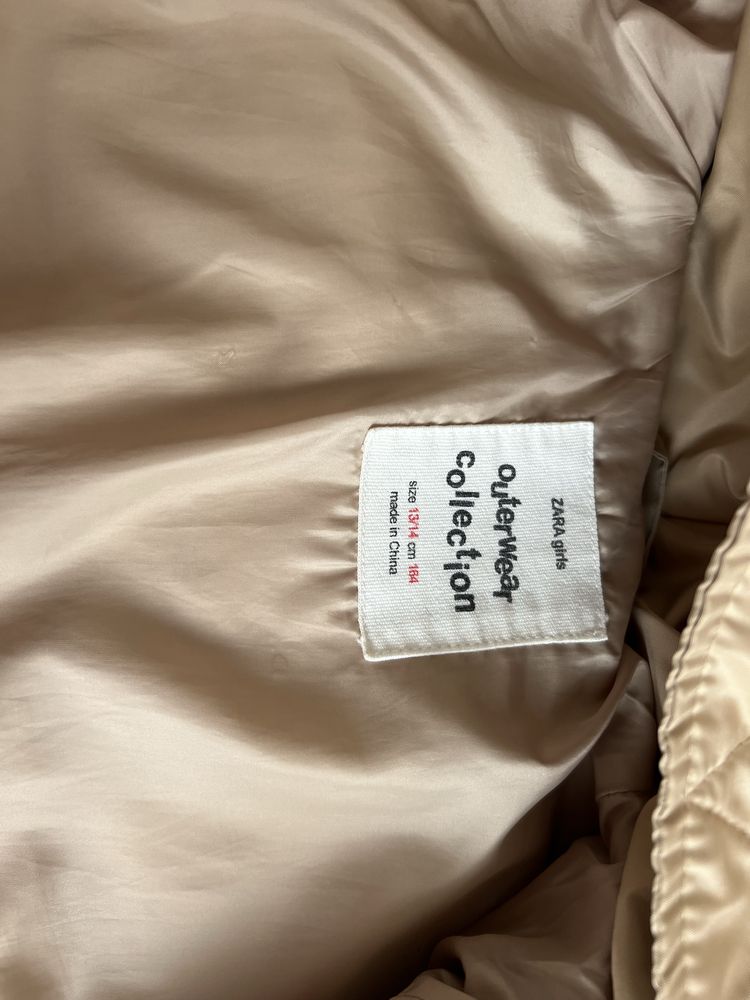 ZARA girls
outerwear
collection
size 13/14 cm 164
made in China